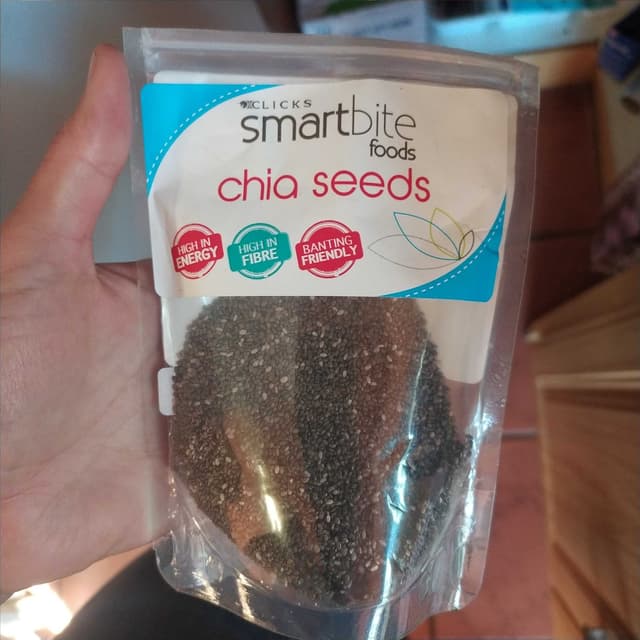 CLICKS
smartbite
foods
chia seeds
HIGH IN
ENERGY
HIGH IN
FIBRE
BANTING
FRIENDLY